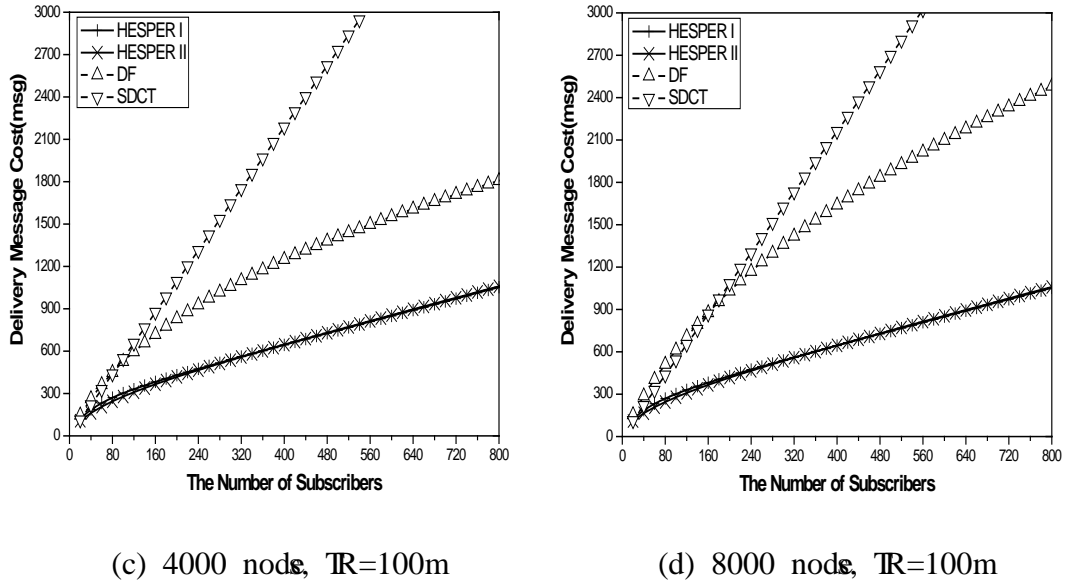 3000
2700
2400
2100
1800
1500
1200
900
600
300
0
Delivery Message Cost(msg)
HESPER I
HESPER II
DF
SDCT
0 80 160 240 320 400 480 560 640 720 800
The Number of Subscribers
(c) 4000 nodse, TR=100m
3000
2700
2400
2100
1800
1500
1200
900
600
300
0
Delivery Message Cost(msg)
HESPER I
HESPER II
DF
SDCT
0 80 160 240 320 400 480 560 640 720 800
The Number of Subscribers
(d) 8000 nodse, TR=100m